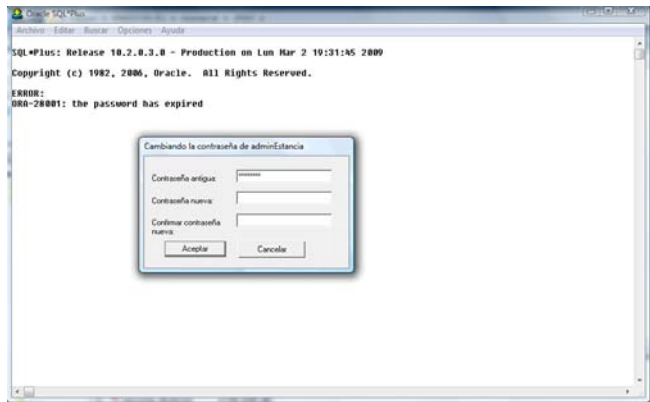 Oracle SQL*Plus
Archivo Editar Buscar Opciones Ayuda
SQL*Plus: Release 10.2.0.3.0 - Production on Lun Mar 2 19:31:45 2009
Copyright (c) 1982, 2006, Oracle. All Rights Reserved.
ERROR:
ORA-28001: the password has expired
Cambiando la contraseña de adminEstancia
Contraseña antigua: ********
Contraseña nueva:
Confirmar contraseña
nueva:
Aceptar Cancelar